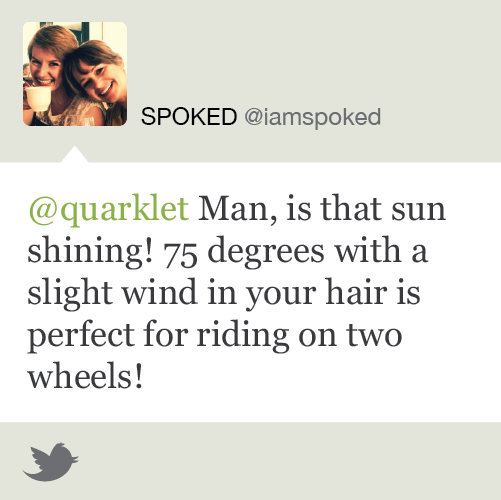 SPOKED @iamspoked
@quarklet Man, is that sun
shining! 75 degrees with a
slight wind in your hair is
perfect for riding on two
wheels!